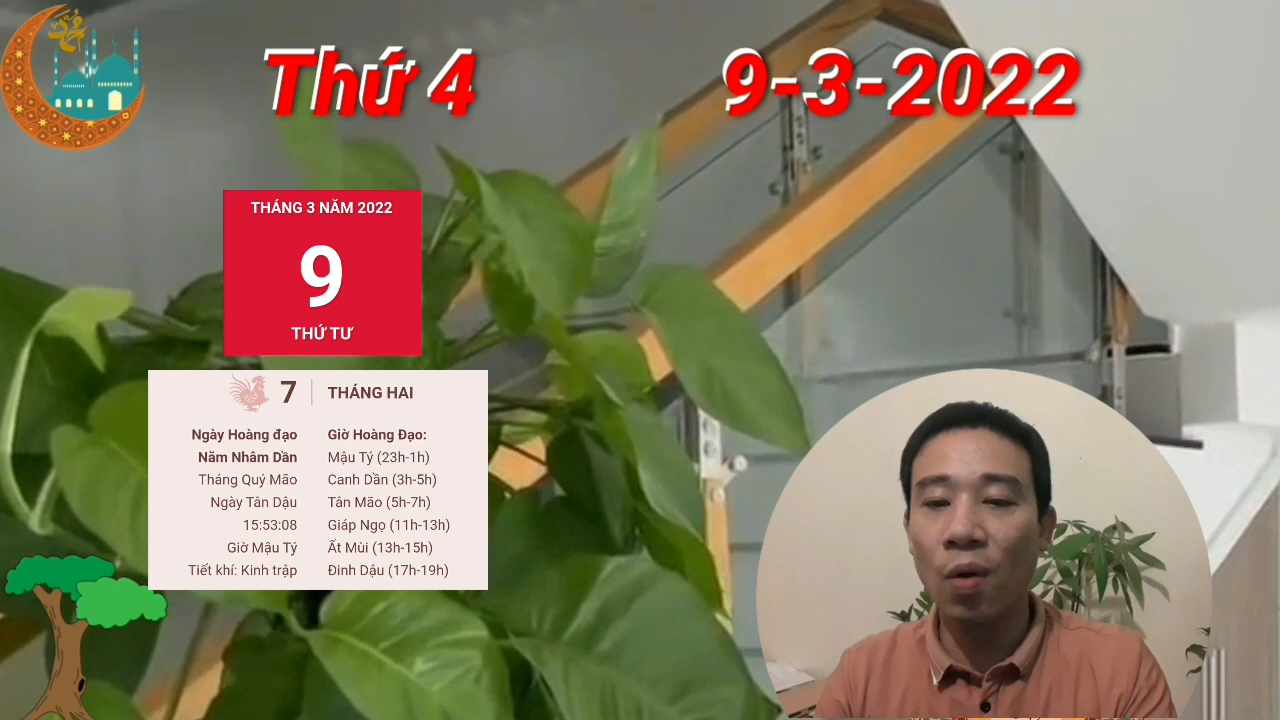 Thứ 4
9-3-2022
THÁNG 3 NĂM 2022
9
THỨ TƯ
7
THÁNG HAI
Ngày Hoàng đạo
Năm Nhâm Dần
Tháng Quý Mão
Ngày Tân Dậu
15:53:08
Giờ Mậu Tý
Tiết khí: Kinh trập
Giờ Hoàng Đạo:
Mậu Tý (23h-1h)
Canh Dần (3h-5h)
Tân Mão (5h-7h)
Giáp Ngọ (11h-13h)
Ất Mùi (13h-15h)
Đinh Dậu (17h-19h)